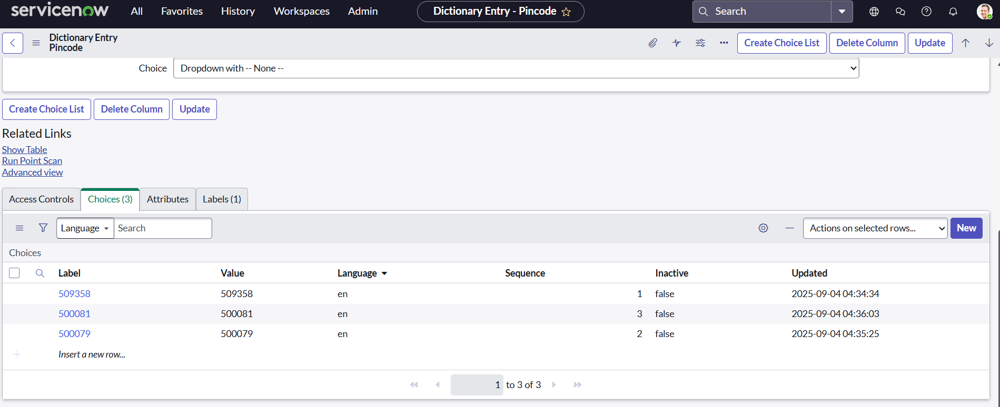 servicenow All Favorites History Workspaces Admin Dictionary Entry - Pincode Search
Dictionary Entry
Pincode
Create Choice List Delete Column Update
Choice Dropdown with -- None --
Create Choice List Delete Column Update
Related Links
Show Table
Run Point Scan
Advanced view
Access Controls Choices (3) Attributes Labels (1)
Language Search Actions on selected rows... New
Choices
Label Value Language Sequence Inactive Updated
509358 509358 en 1 false 2025-09-04 04:34:34
500081 500081 en 3 false 2025-09-04 04:36:03
500079 500079 en 2 false 2025-09-04 04:35:25
Insert a new row...
1 to 3 of 3